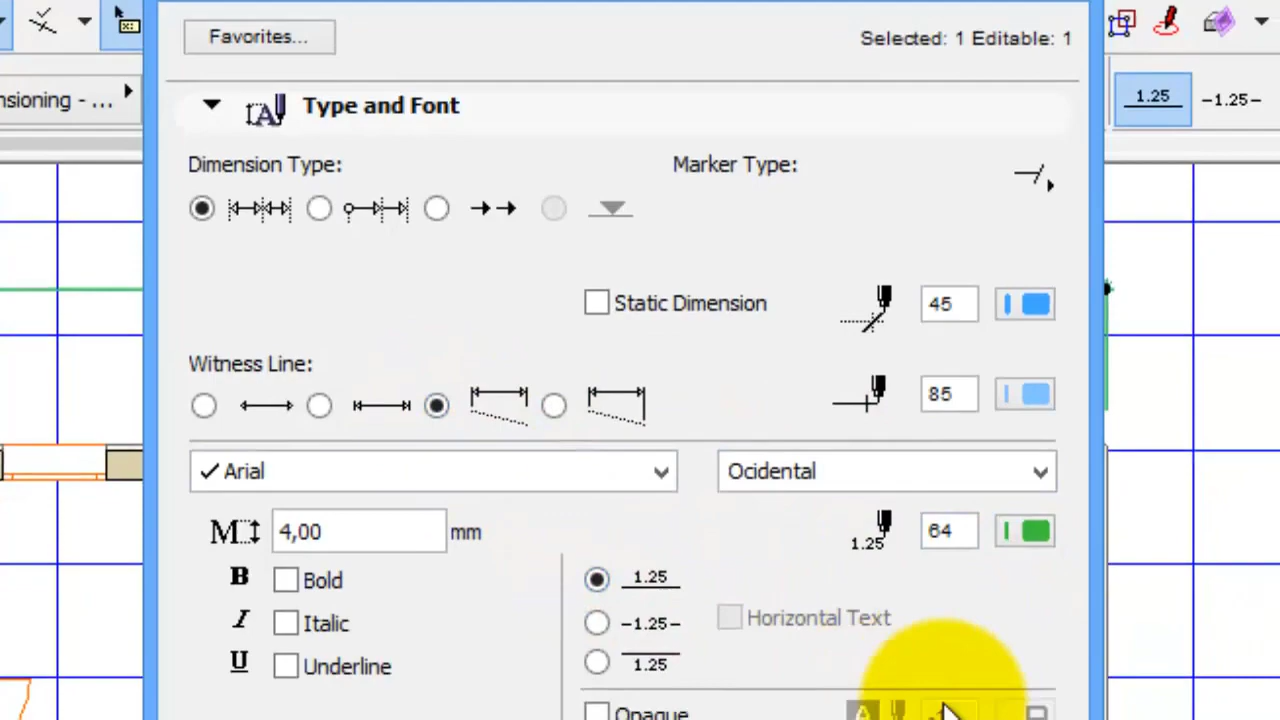 Favorites...
Selected: 1 Editable: 1
nsioning - ...
1.25
-1.25-
Type and Font
Dimension Type:
Marker Type:
Static Dimension
45
Witness Line:
85
Arial
Ocidental
M
4,00
mm
1.25
64
B
Bold
1.25
I
Italic
-1.25-
Horizontal Text
U
Underline
1.25
Opaque